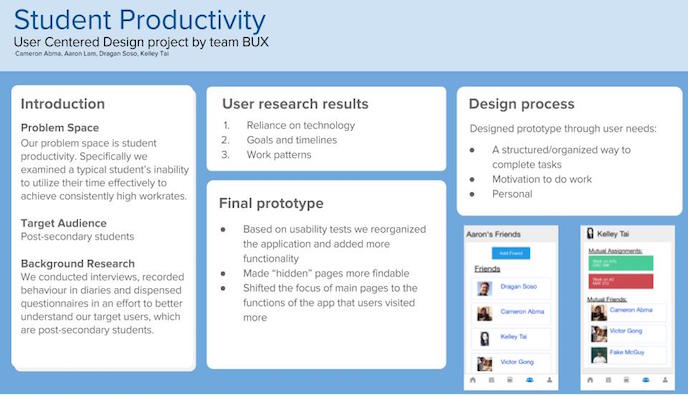 Student Productivity
User Centered Design project by team BUX
Cameron Abma, Aaron Lam, Dragan Soso, Kelley Tai
Introduction
Problem Space
Our problem space is student
productivity. Specifically we
examined a typical student's inability
to utilize their time effectively to
achieve consistently high workrates.
Target Audience
Post-secondary students
Background Research
We conducted interviews, recorded
behaviour in diaries and dispensed
questionnaires in an effort to better
understand our target users, which
are post-secondary students.
User research results
1. Reliance on technology
2. Goals and timelines
3. Work patterns
Final prototype
● Based on usability tests we reorganized
the application and added more
functionality
● Made “hidden” pages more findable
● Shifted the focus of main pages to the
functions of the app that users visited
more
Design process
Designed prototype through user needs:
● A structured/organized way to
complete tasks
● Motivation to do work
● Personal
Aaron's Friends
Add Friend
Friends
Dragan Soso
Cameron Abma
Kelley Tai
Victor Gong
Kelley Tai
Mutual Assignments:
Mutual Friends:
Cameron Abma
Victor Gong
Fake McGuy